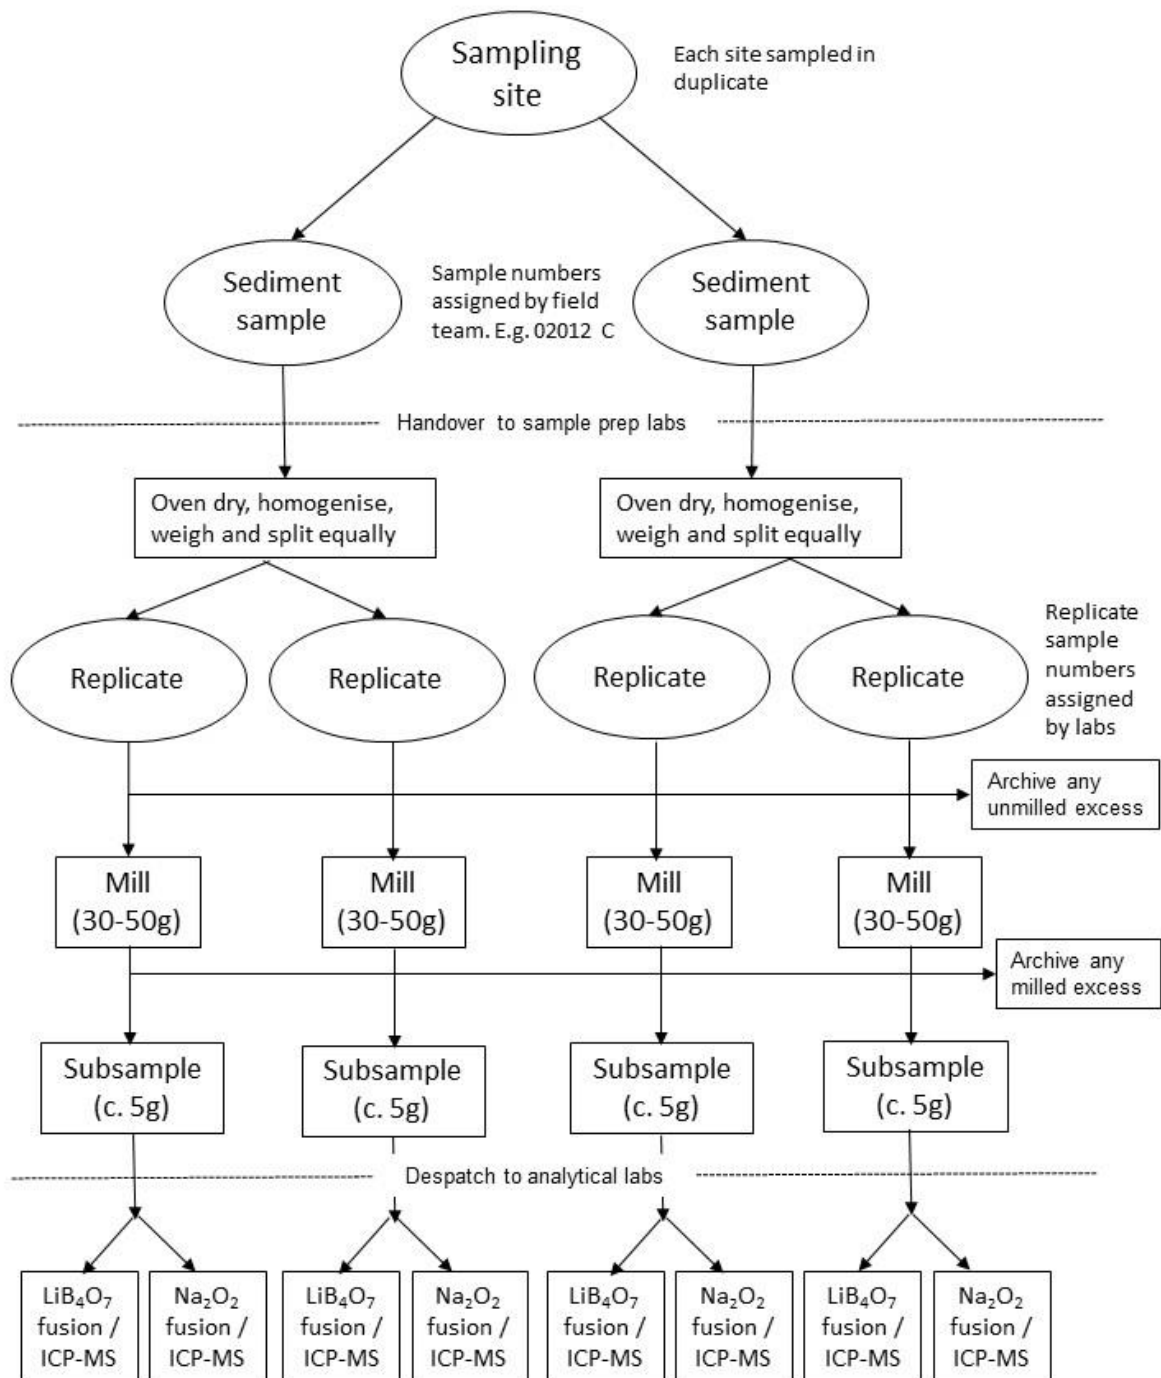 Sampling
site
Each site sampled in
duplicate
Sediment
sample
Sample numbers
assigned by field
team. E.g. 02012 C
Sediment
sample
Handover to sample prep labs
Oven dry, homogenise,
weigh and split equally
Oven dry, homogenise,
weigh and split equally
Replicate
Replicate
Replicate
Replicate
Replicate
sample
numbers
assigned
by labs
Archive any
unmilled excess
Mill
(30-50g)
Mill
(30-50g)
Mill
(30-50g)
Mill
(30-50g)
Archive any
milled excess
Subsample
(c. 5g)
Subsample
(c. 5g)
Subsample
(c. 5g)
Subsample
(c. 5g)
Despatch to analytical labs
LiB₄O₇
fusion /
ICP-MS
Na₂O₂
fusion /
ICP-MS
LiB₄O₇
fusion /
ICP-MS
Na₂O₂
fusion /
ICP-MS
LiB₄O₇
fusion /
ICP-MS
Na₂O₂
fusion /
ICP-MS
LiB₄O₇
fusion /
ICP-MS
Na₂O₂
fusion /
ICP-MS